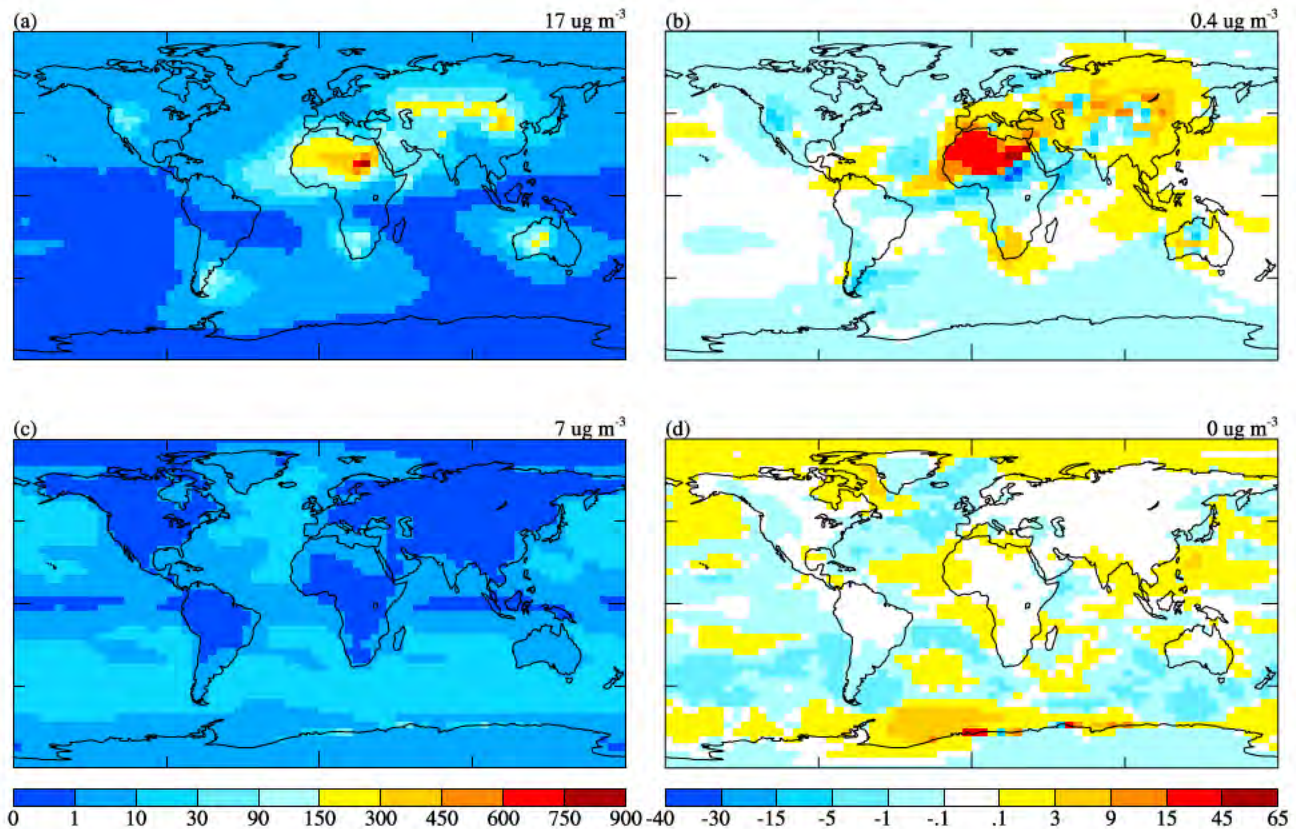 (a) 17 ug m-3
(b) 0.4 ug m-3
(c) 7 ug m-3
(d) 0 ug m-3
0 1 10 30 90 150 300 450 600 750 900
-40 -30 -15 -5 -1 -.1 .1 3 9 15 45 65